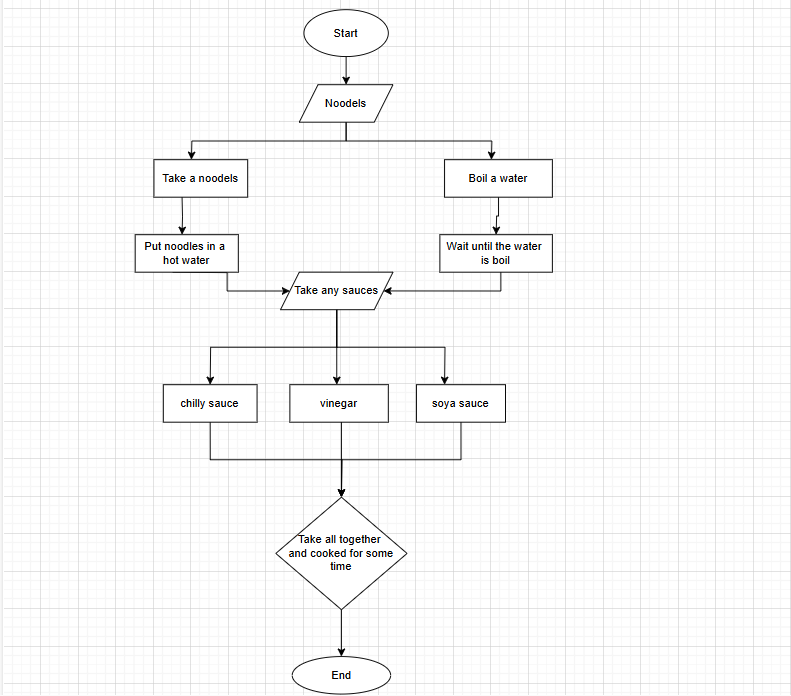 Start
Noodels
Take a noodels
Boil a water
Put noodles in a
hot water
Wait until the water
is boil
Take any sauces
chilly sauce
vinegar
soya sauce
Take all together
and cooked for some
time
End